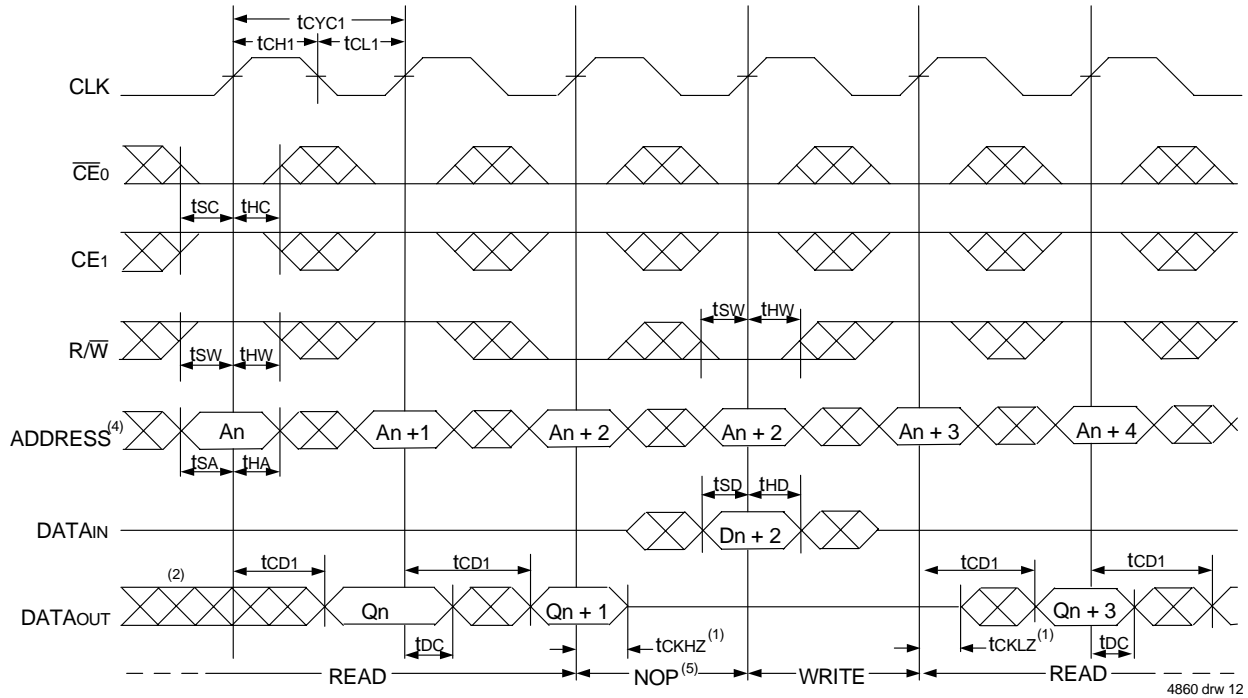 tCYC1
tCH1 tCL1
CLK
CE0
tSC tHC
CE1
tSW tHW
R/W
tSW tHW
ADDRESS(4) An An +1 An + 2 An + 2 An + 3 An + 4
tSA tHA
tSD tHD
DATAIN Dn + 2
tCD1 tCD1 tCD1 tCD1
(2)
DATAOUT Qn Qn + 1 Qn + 3
tDC tCKHZ(1) tCKLZ(1) tDC
READ NOP(5) WRITE READ
4860 drw 12